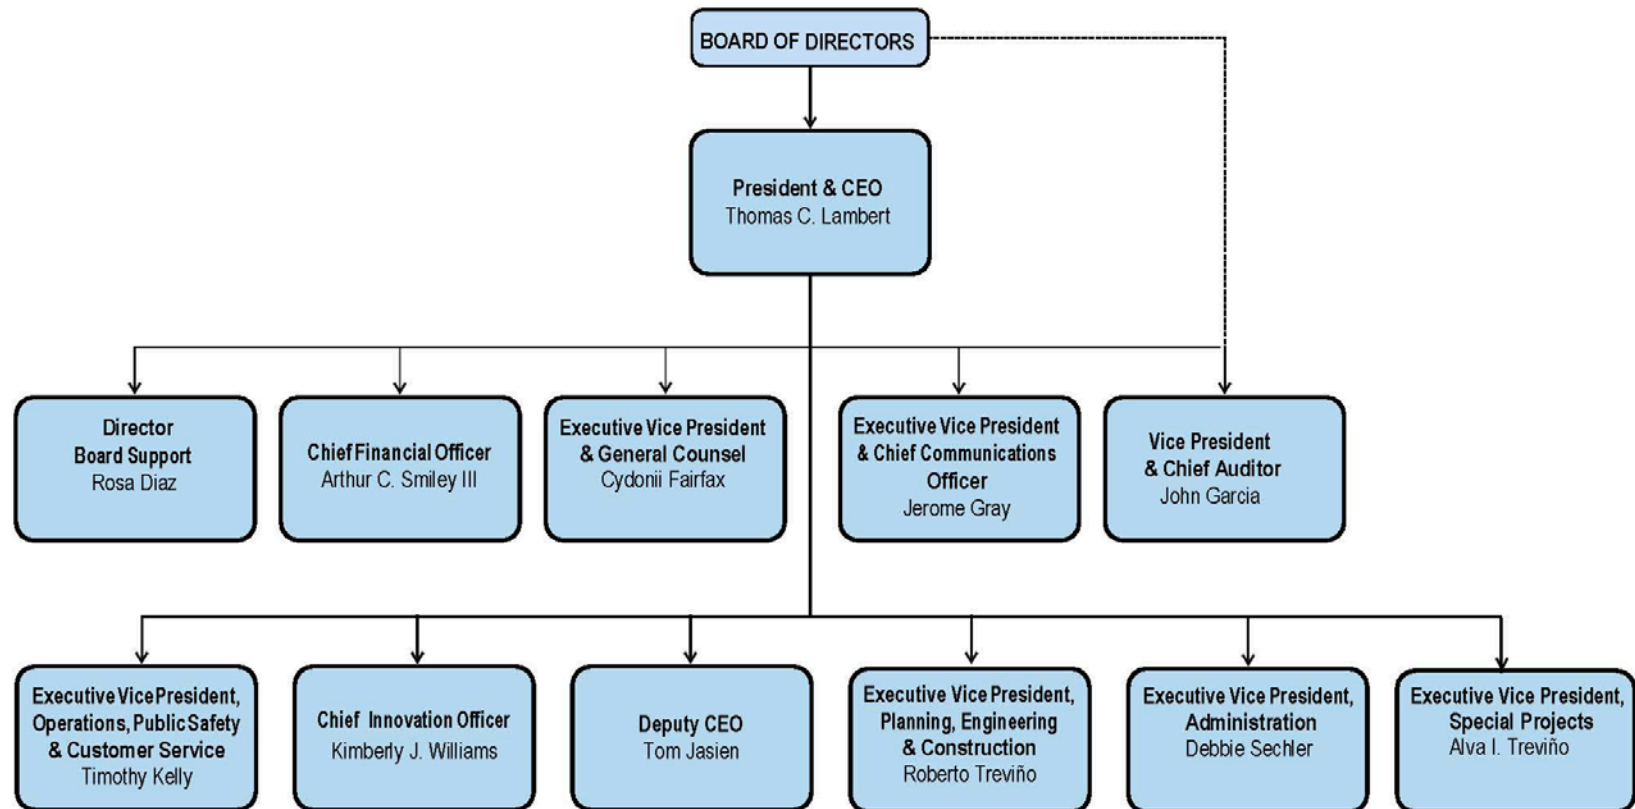 BOARD OF DIRECTORS
President & CEO
Thomas C. Lambert
Director
Board Support
Rosa Diaz
Chief Financial Officer
Arthur C. Smiley III
Executive Vice President
& General Counsel
Cydonii Fairfax
Executive Vice President
& Chief Communications
Officer
Jerome Gray
Vice President
& Chief Auditor
John Garcia
Executive Vice President,
Operations, Public Safety
& Customer Service
Timothy Kelly
Chief Innovation Officer
Kimberly J. Williams
Deputy CEO
Tom Jasien
Executive Vice President,
Planning, Engineering
& Construction
Roberto Treviño
Executive Vice President,
Administration
Debbie Sechler
Executive Vice President,
Special Projects
Alva I. Treviño